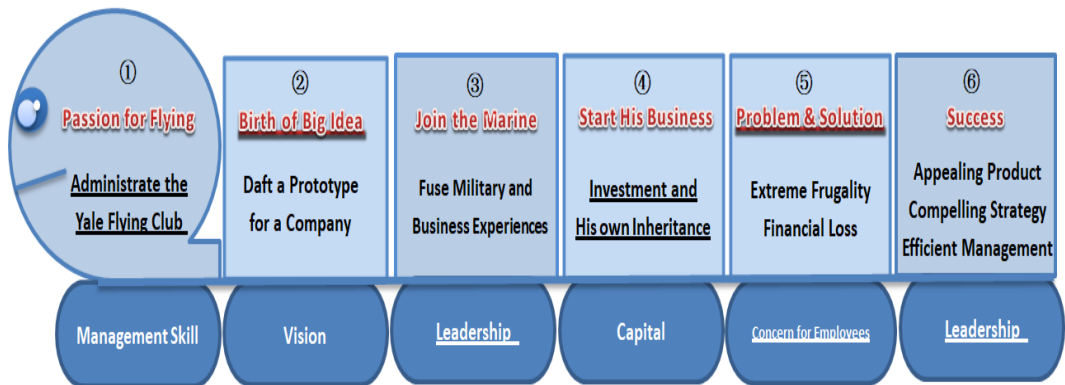 ①
Passion for Flying
Administrate the
Yale Flying Club
②
Birth of Big Idea
Daft a Prototype
for a Company
③
Join the Marine
Fuse Military and
Business Experiences
④
Start His Business
Investment and
His own Inheritance
⑤
Problem & Solution
Extreme Frugality
Financial Loss
⑥
Success
Appealing Product
Compelling Strategy
Efficient Management
Management Skill
Vision
Leadership
Capital
Concern for Employees
Leadership